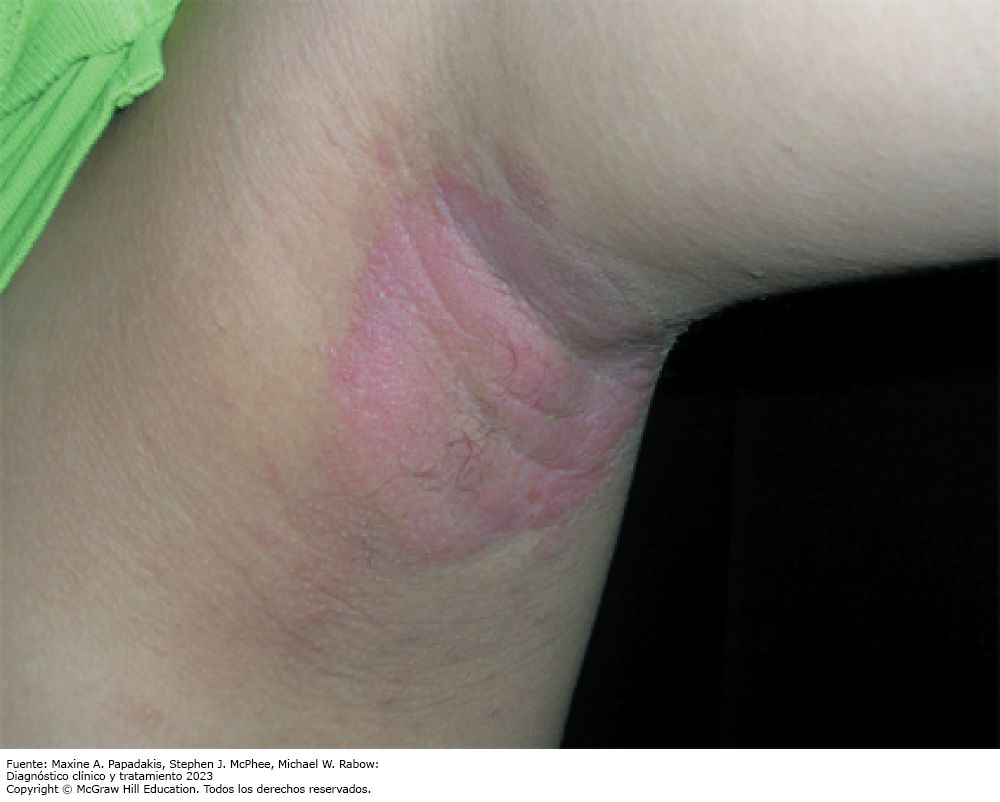 Fuente: Maxine A. Papadakis, Stephen J. McPhee, Michael W. Rabow:
Diagnóstico clínico y tratamiento 2023
Copyright © McGraw Hill Education. Todos los derechos reservados.